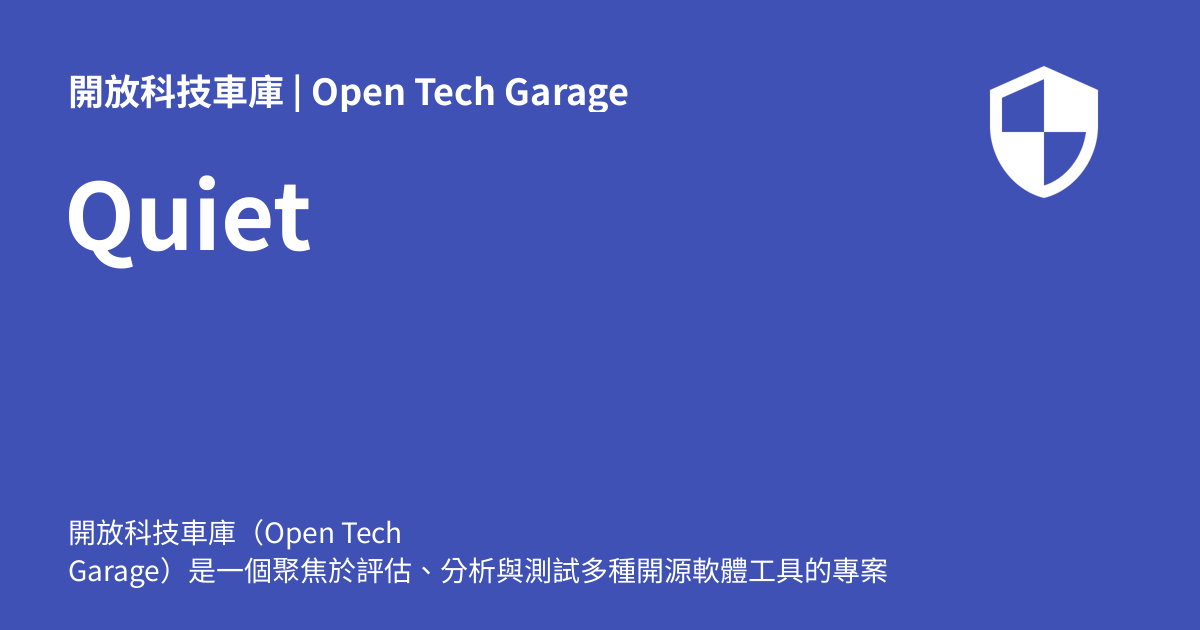 開放科技車庫 | Open Tech Garage
Quiet
開放科技車庫（Open Tech
Garage）是一個聚焦於評估、分析與測試多種開源軟體工具的專案